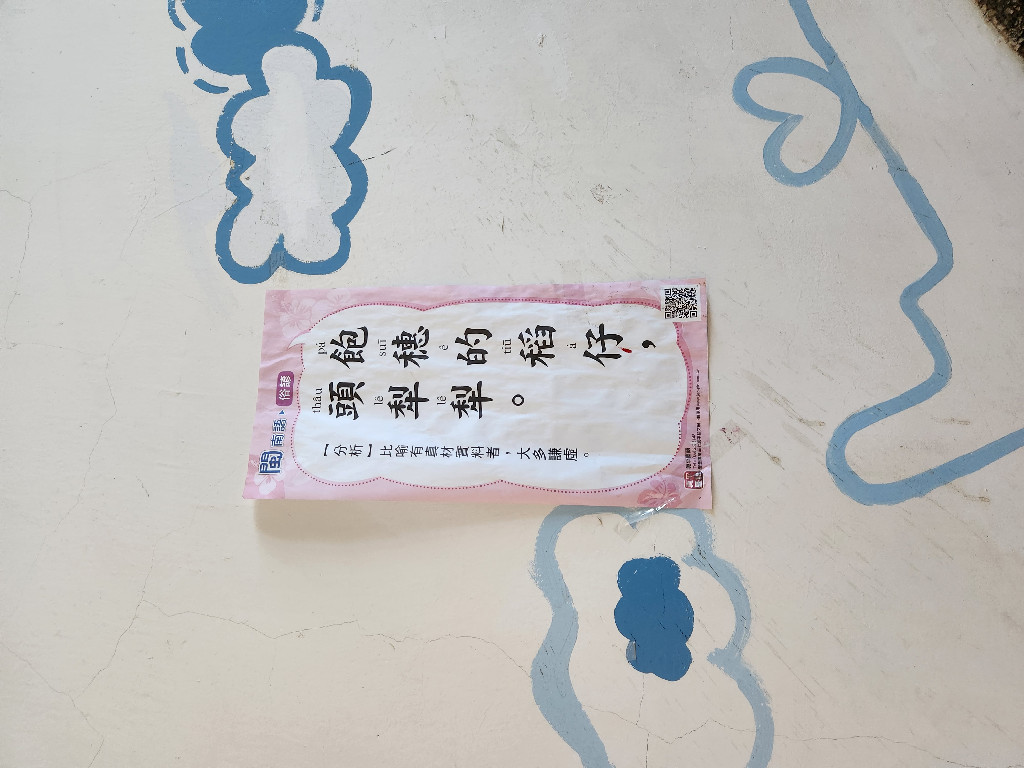 閩南語·俗諺
pá suī ê tiū á
飽穗的稻仔，
thâu lê lê
頭犁犁。
【分析】比喻有真材實料者，大多謙虛。